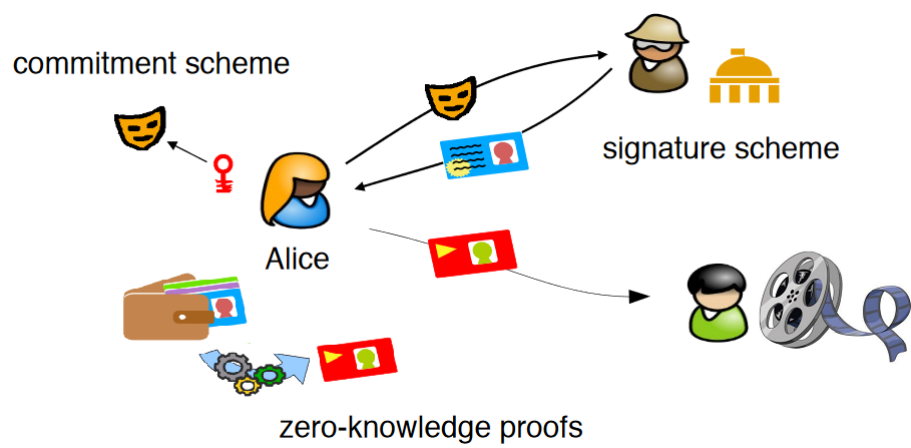 commitment scheme
signature scheme
Alice
zero-knowledge proofs